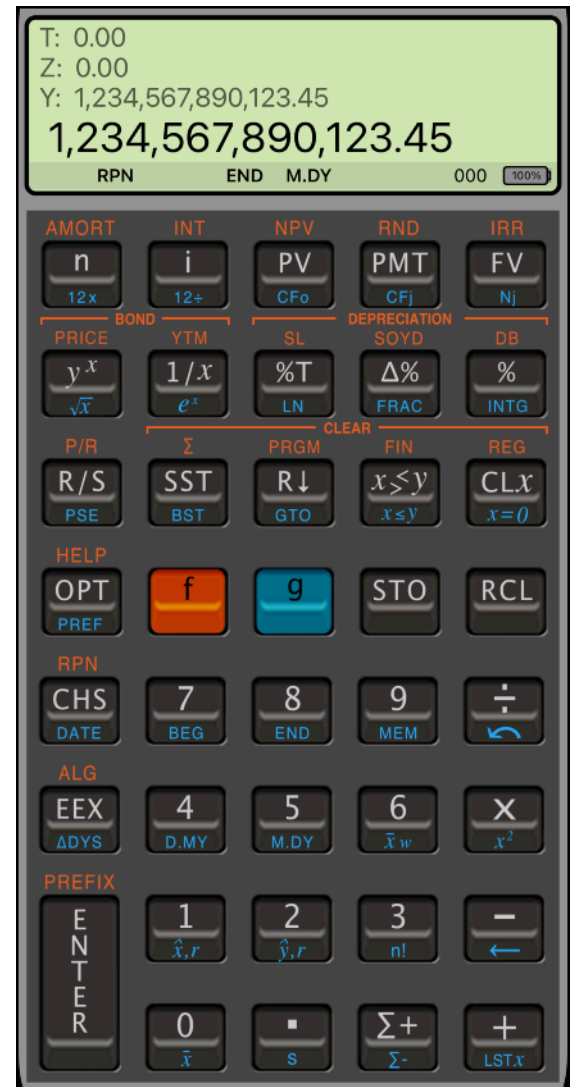 T: 0.00
Z: 0.00
Y: 1,234,567,890,123.45
1,234,567,890,123.45
RPN END M.DY 000 100%
AMORT INT NPV RND IRR
n i PV PMT FV
12x 12÷ CFo CFj Nj
BOND DEPRECIATION
PRICE YTM SL SOYD DB
yˣ 1/x %T Δ% %
√x eˣ LN FRAC INTG
CLEAR
P/R Σ PRGM FIN REG
R/S SST R↓ x≶y CLx
PSE BST GTO x≤y x=0
HELP
OPT f g STO RCL
PREF
RPN
CHS 7 8 9 ÷
DATE BEG END MEM
ALG
EEX 4 5 6 X
ΔDYS D.MY M.DY x̄w x²
PREFIX
ENTER 1 2 3 −
x̂,r ŷ,r n! ←
0 . Σ+ +
x̄ s Σ- LSTx